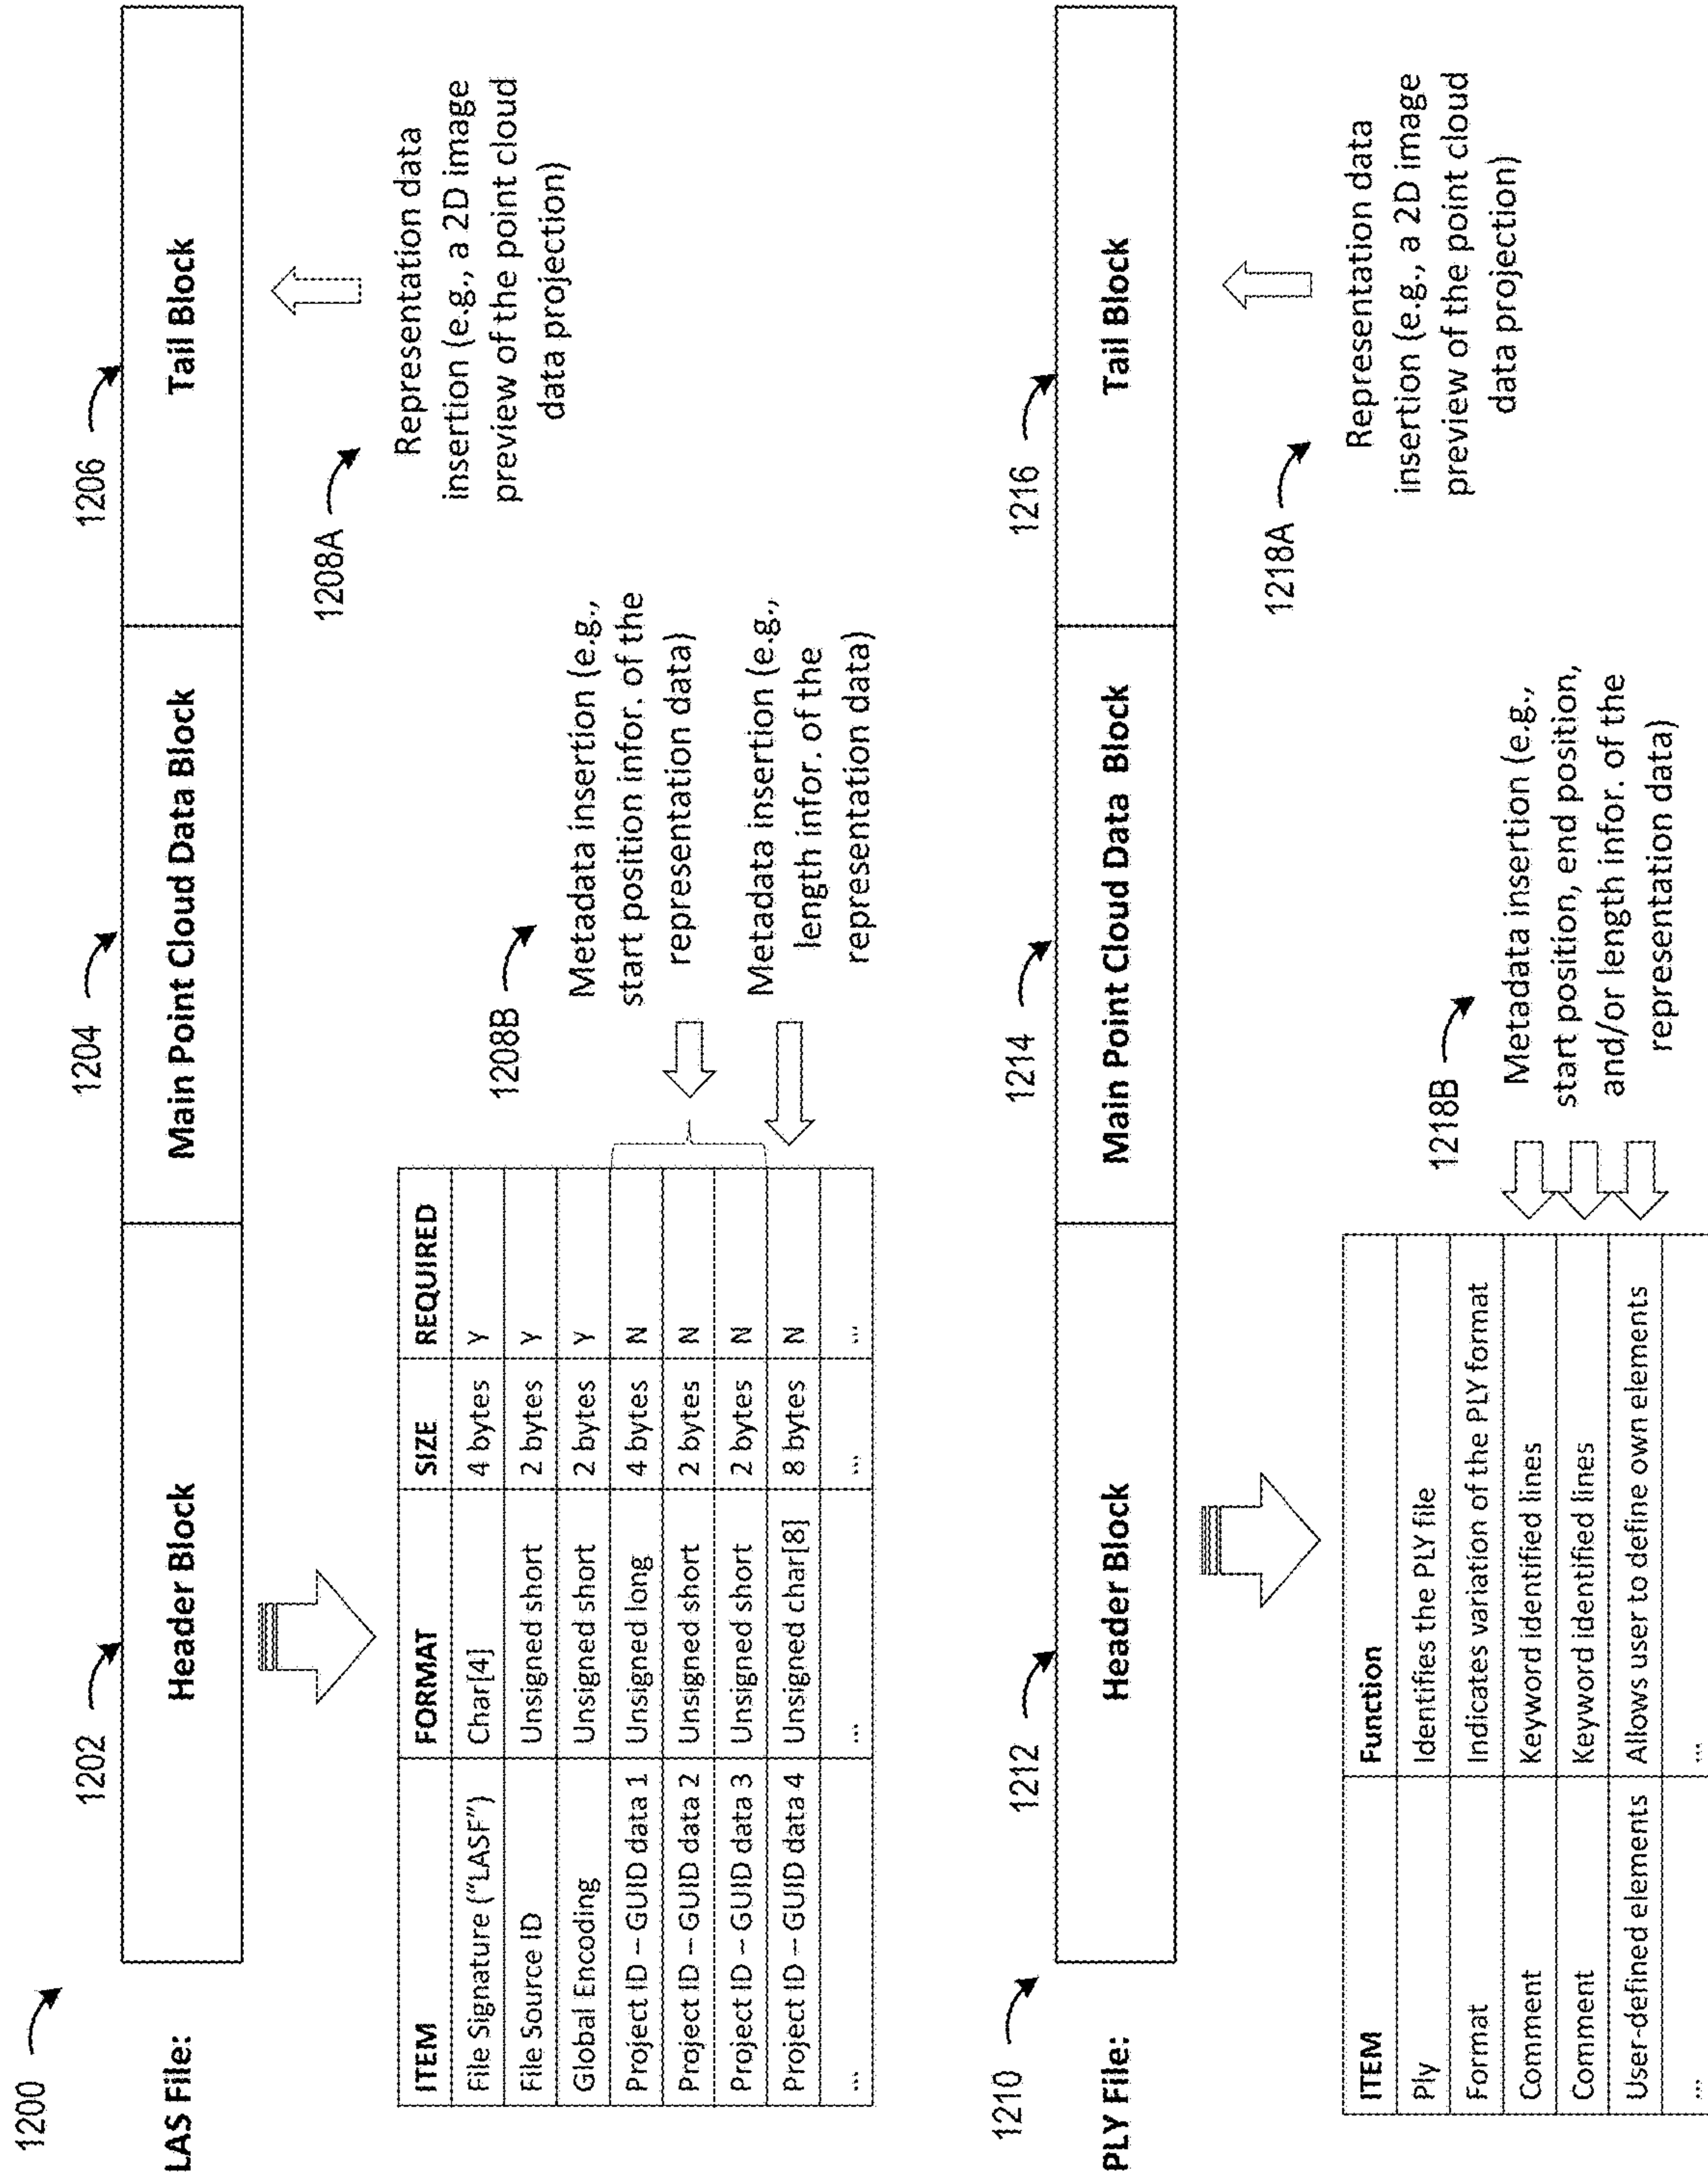 1200
LAS File:
1202
1204
1206
Header Block
Main Point Cloud Data Block
Tail Block
1208A
Representation data
insertion (e.g., a 2D image
preview of the point cloud
data projection)
ITEM FORMAT SIZE REQUIRED
File Signature ("LASF") Char[4] 4 bytes Y
File Source ID Unsigned short 2 bytes Y
Global Encoding Unsigned short 2 bytes Y
Project ID – GUID data 1 Unsigned long 4 bytes N
Project ID – GUID data 2 Unsigned short 2 bytes N
Project ID – GUID data 3 Unsigned short 2 bytes N
Project ID – GUID data 4 Unsigned char[8] 8 bytes N
... ... ... ...
1208B
Metadata insertion (e.g.,
start position infor. of the
representation data)
Metadata insertion (e.g.,
length infor. of the
representation data)
1210
PLY File:
1212
1214
1216
Header Block
Main Point Cloud Data Block
Tail Block
1218A
Representation data
insertion (e.g., a 2D image
preview of the point cloud
data projection)
ITEM Function
Ply Identifies the PLY file
Format Indicates variation of the PLY format
Comment Keyword identified lines
Comment Keyword identified lines
User-defined elements Allows user to define own elements
... ...
1218B
Metadata insertion (e.g.,
start position, end position,
and/or length infor. of the
representation data)